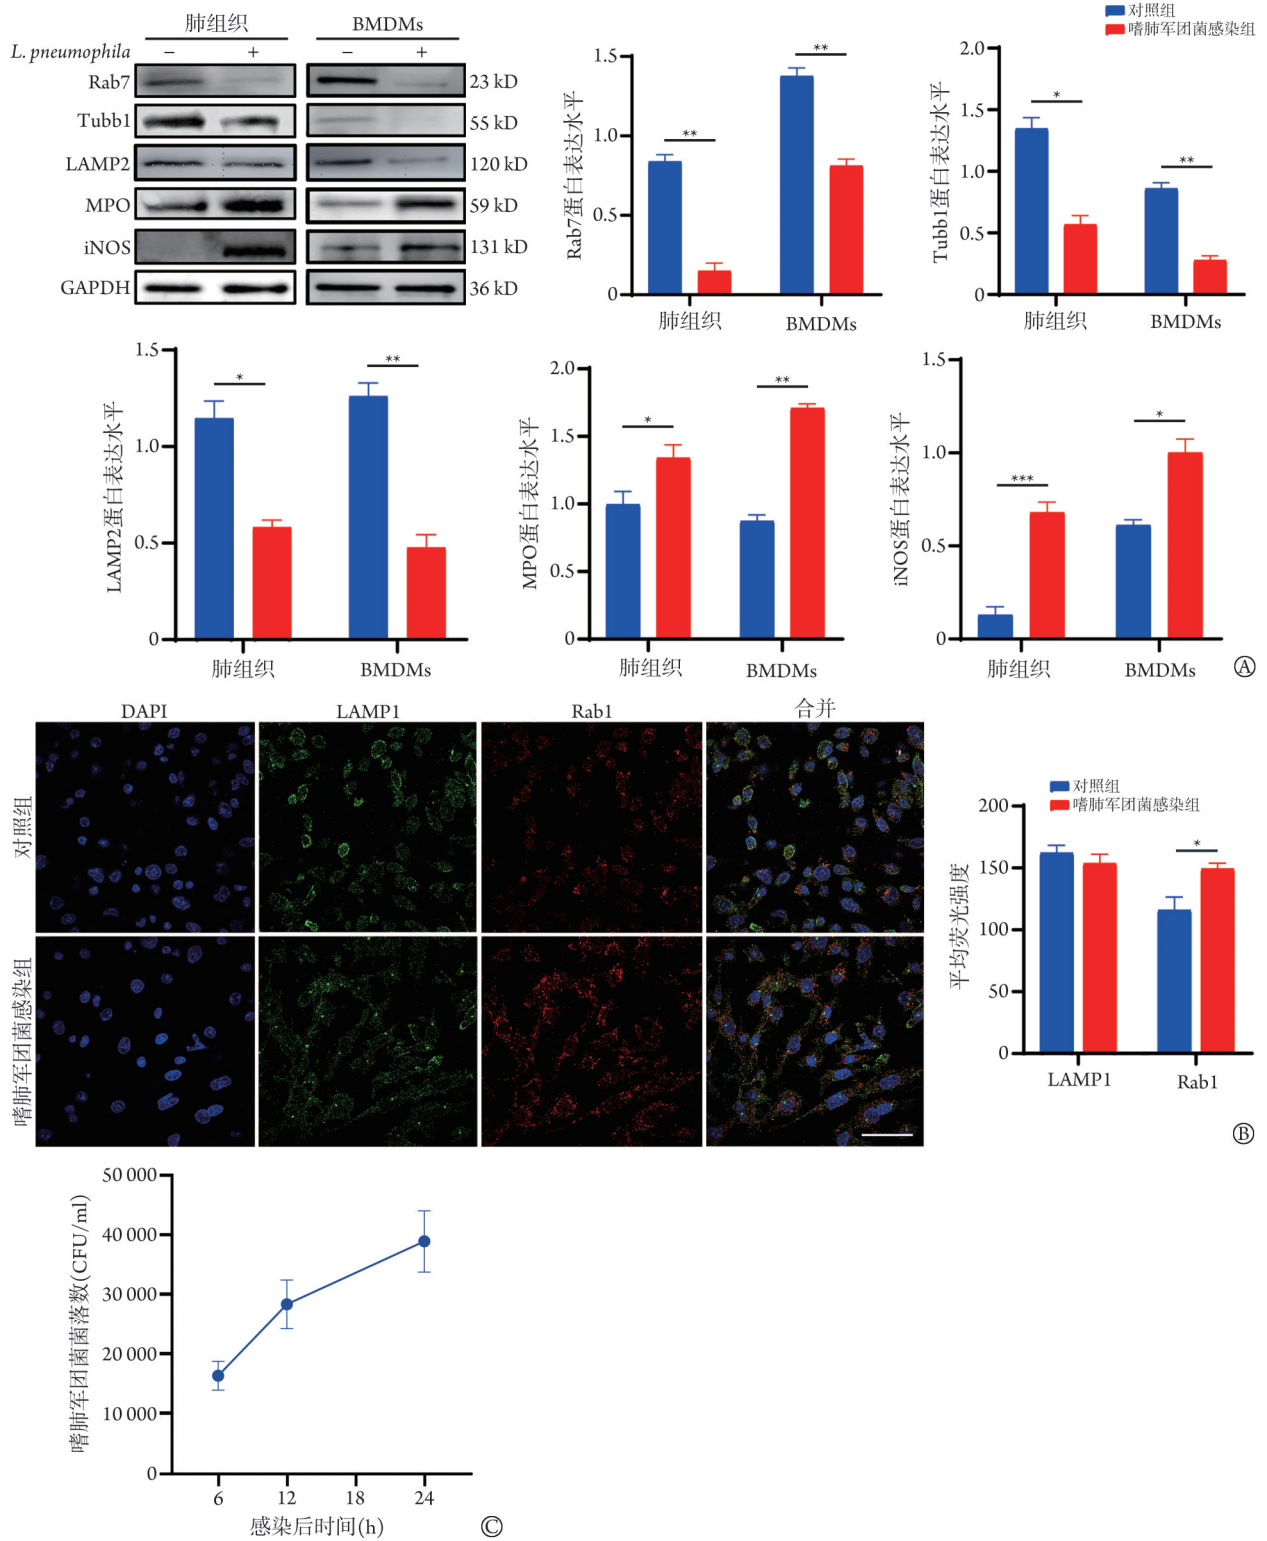 肺组织 BMDMs
L. pneumophila − + − +
Rab7 23 kD
Tubb1 55 kD
LAMP2 120 kD
MPO 59 kD
iNOS 131 kD
GAPDH 36 kD
Rab7蛋白表达水平
1.5
1.0
0.5
0
** **
肺组织 BMDMs
对照组
嗜肺军团菌感染组
Tubb1蛋白表达水平
2.0
1.5
1.0
0.5
0
* **
肺组织 BMDMs
LAMP2蛋白表达水平
1.5
1.0
0.5
0
* **
肺组织 BMDMs
MPO蛋白表达水平
2.0
1.5
1.0
0.5
0
* **
肺组织 BMDMs
iNOS蛋白表达水平
1.5
1.0
0.5
0
*** *
肺组织 BMDMs
Ⓐ
DAPI LAMP1 Rab1 合并
对照组
嗜肺军团菌感染组
对照组
嗜肺军团菌感染组
平均荧光强度
200
150
100
50
0
*
LAMP1 Rab1
Ⓑ
嗜肺军团菌菌落数(CFU/ml)
50 000
40 000
30 000
20 000
10 000
0
6 12 18 24
感染后时间(h)
Ⓒ